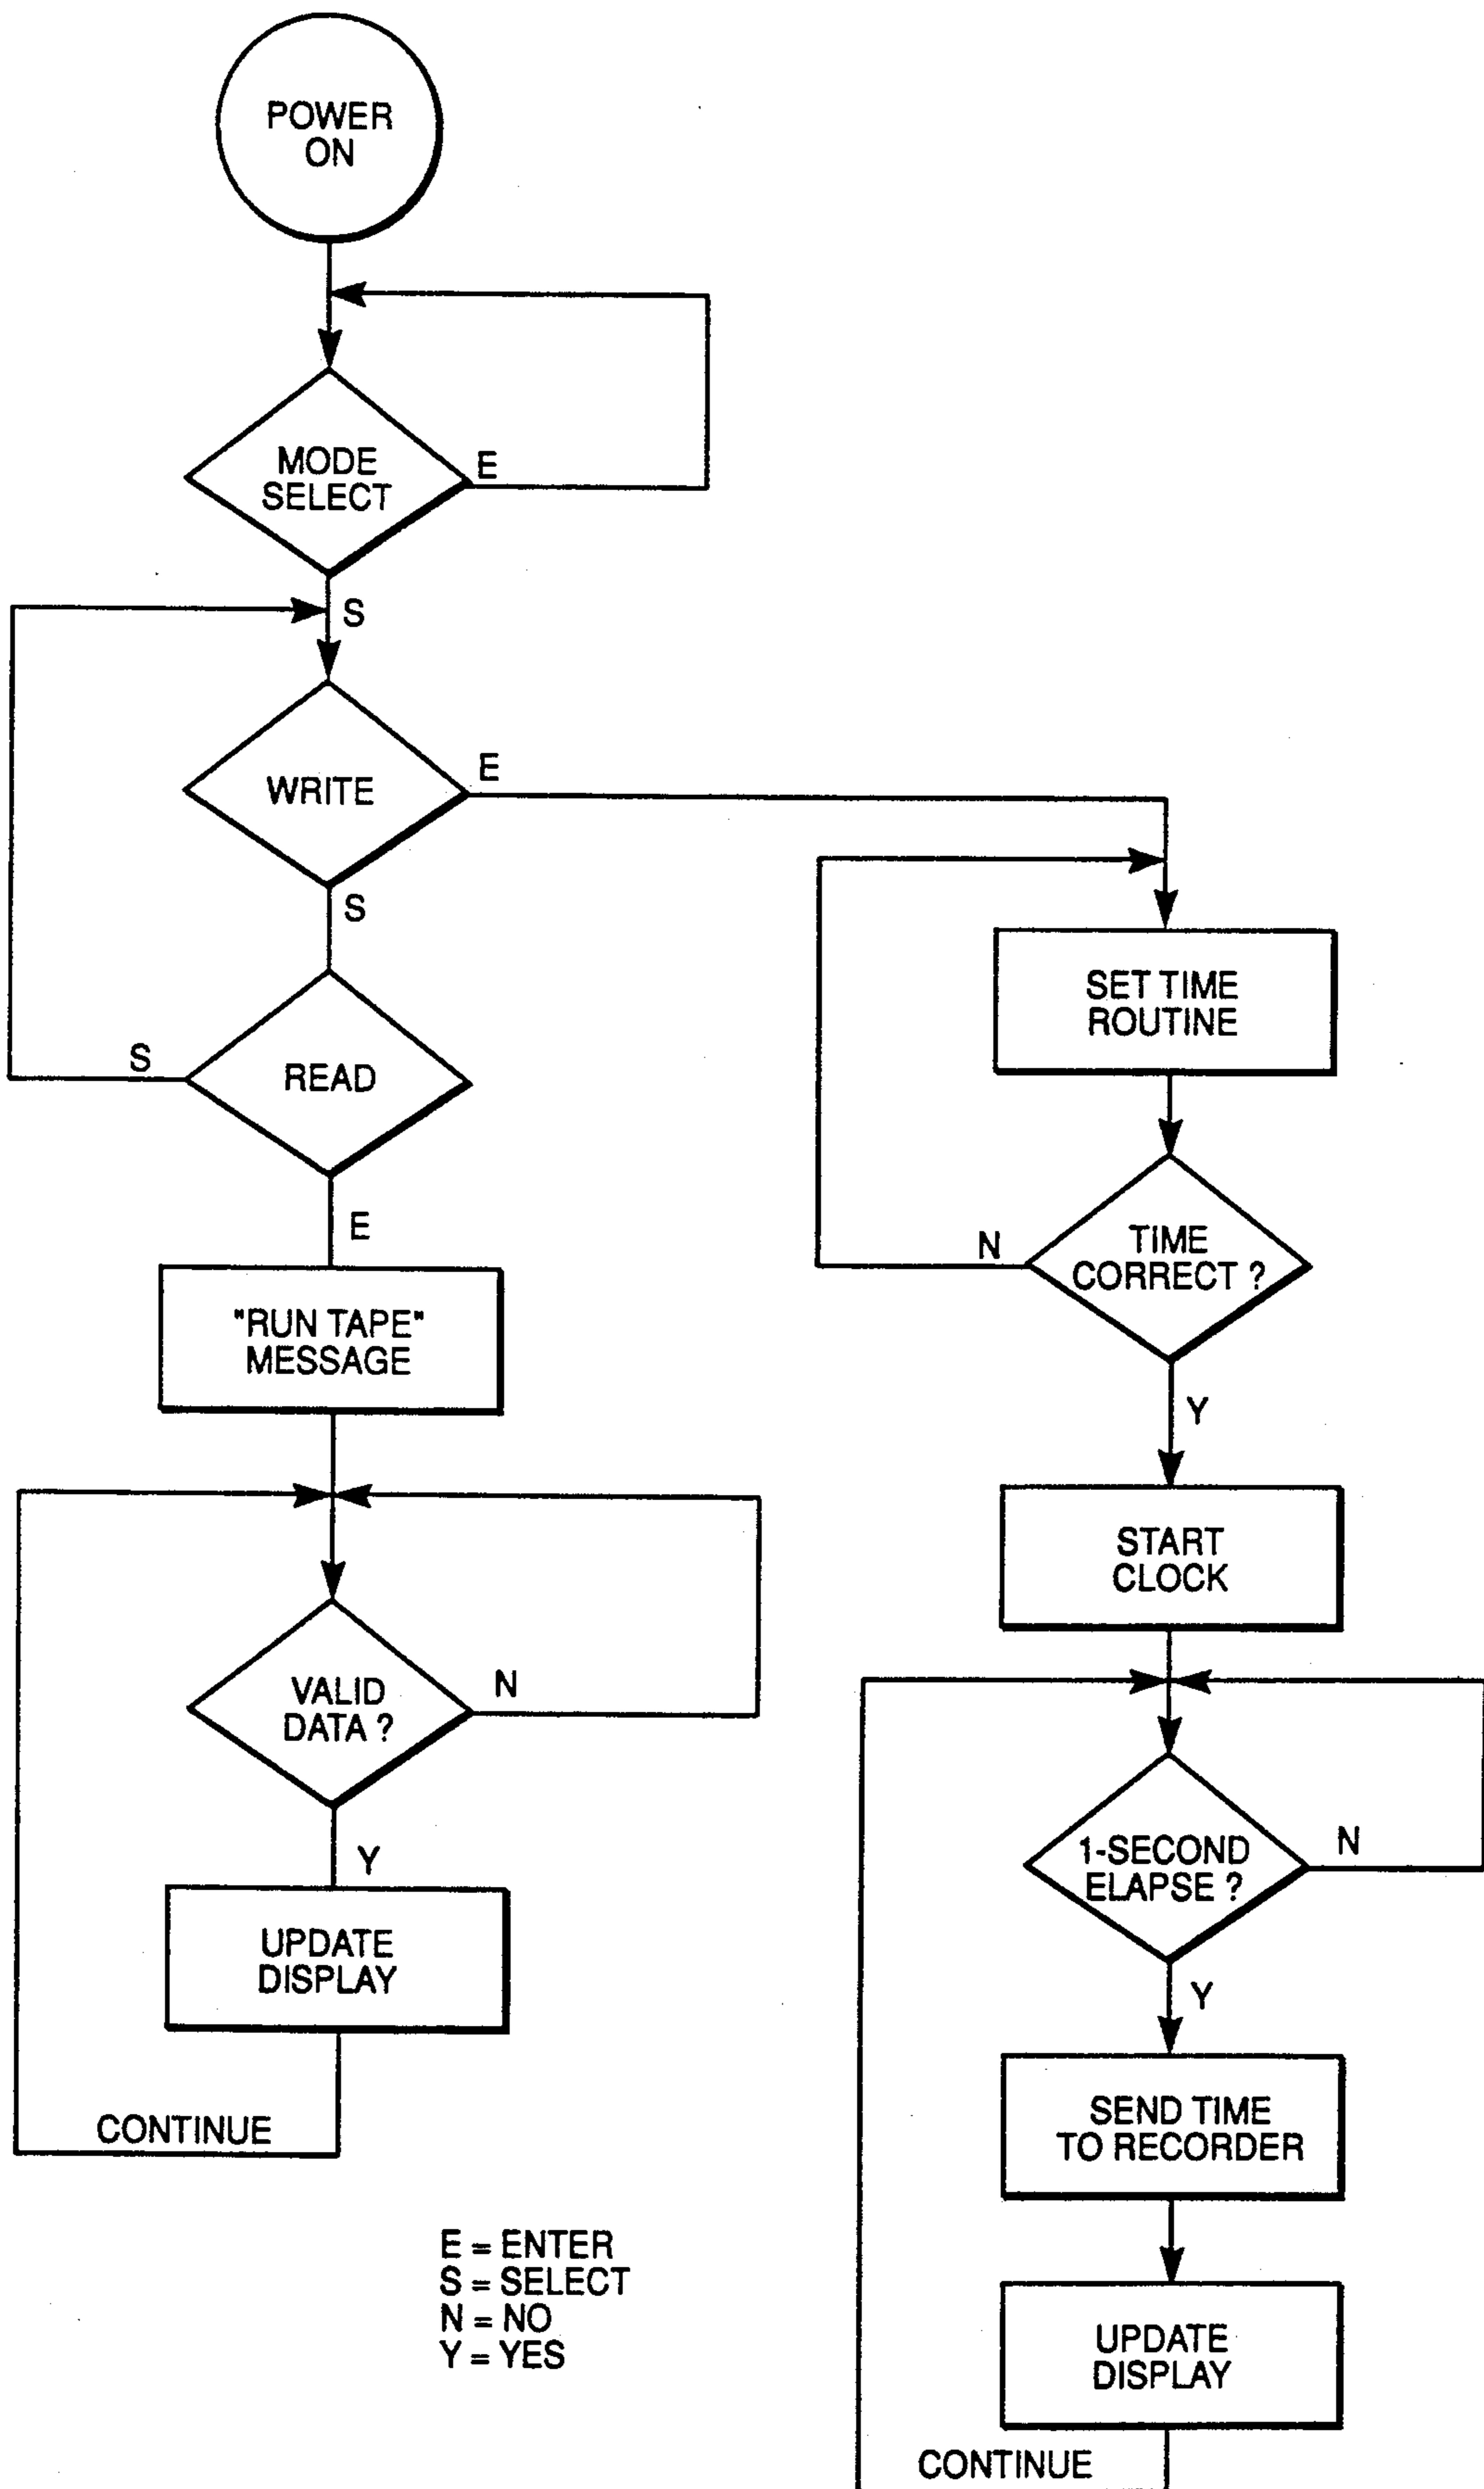 POWER
ON
MODE
SELECT
E
S
WRITE
E
S
READ
S
E
"RUN TAPE"
MESSAGE
VALID
DATA ?
N
Y
UPDATE
DISPLAY
CONTINUE
SET TIME
ROUTINE
TIME
CORRECT ?
N
Y
START
CLOCK
1-SECOND
ELAPSE ?
N
Y
SEND TIME
TO RECORDER
UPDATE
DISPLAY
CONTINUE
E = ENTER
S = SELECT
N = NO
Y = YES